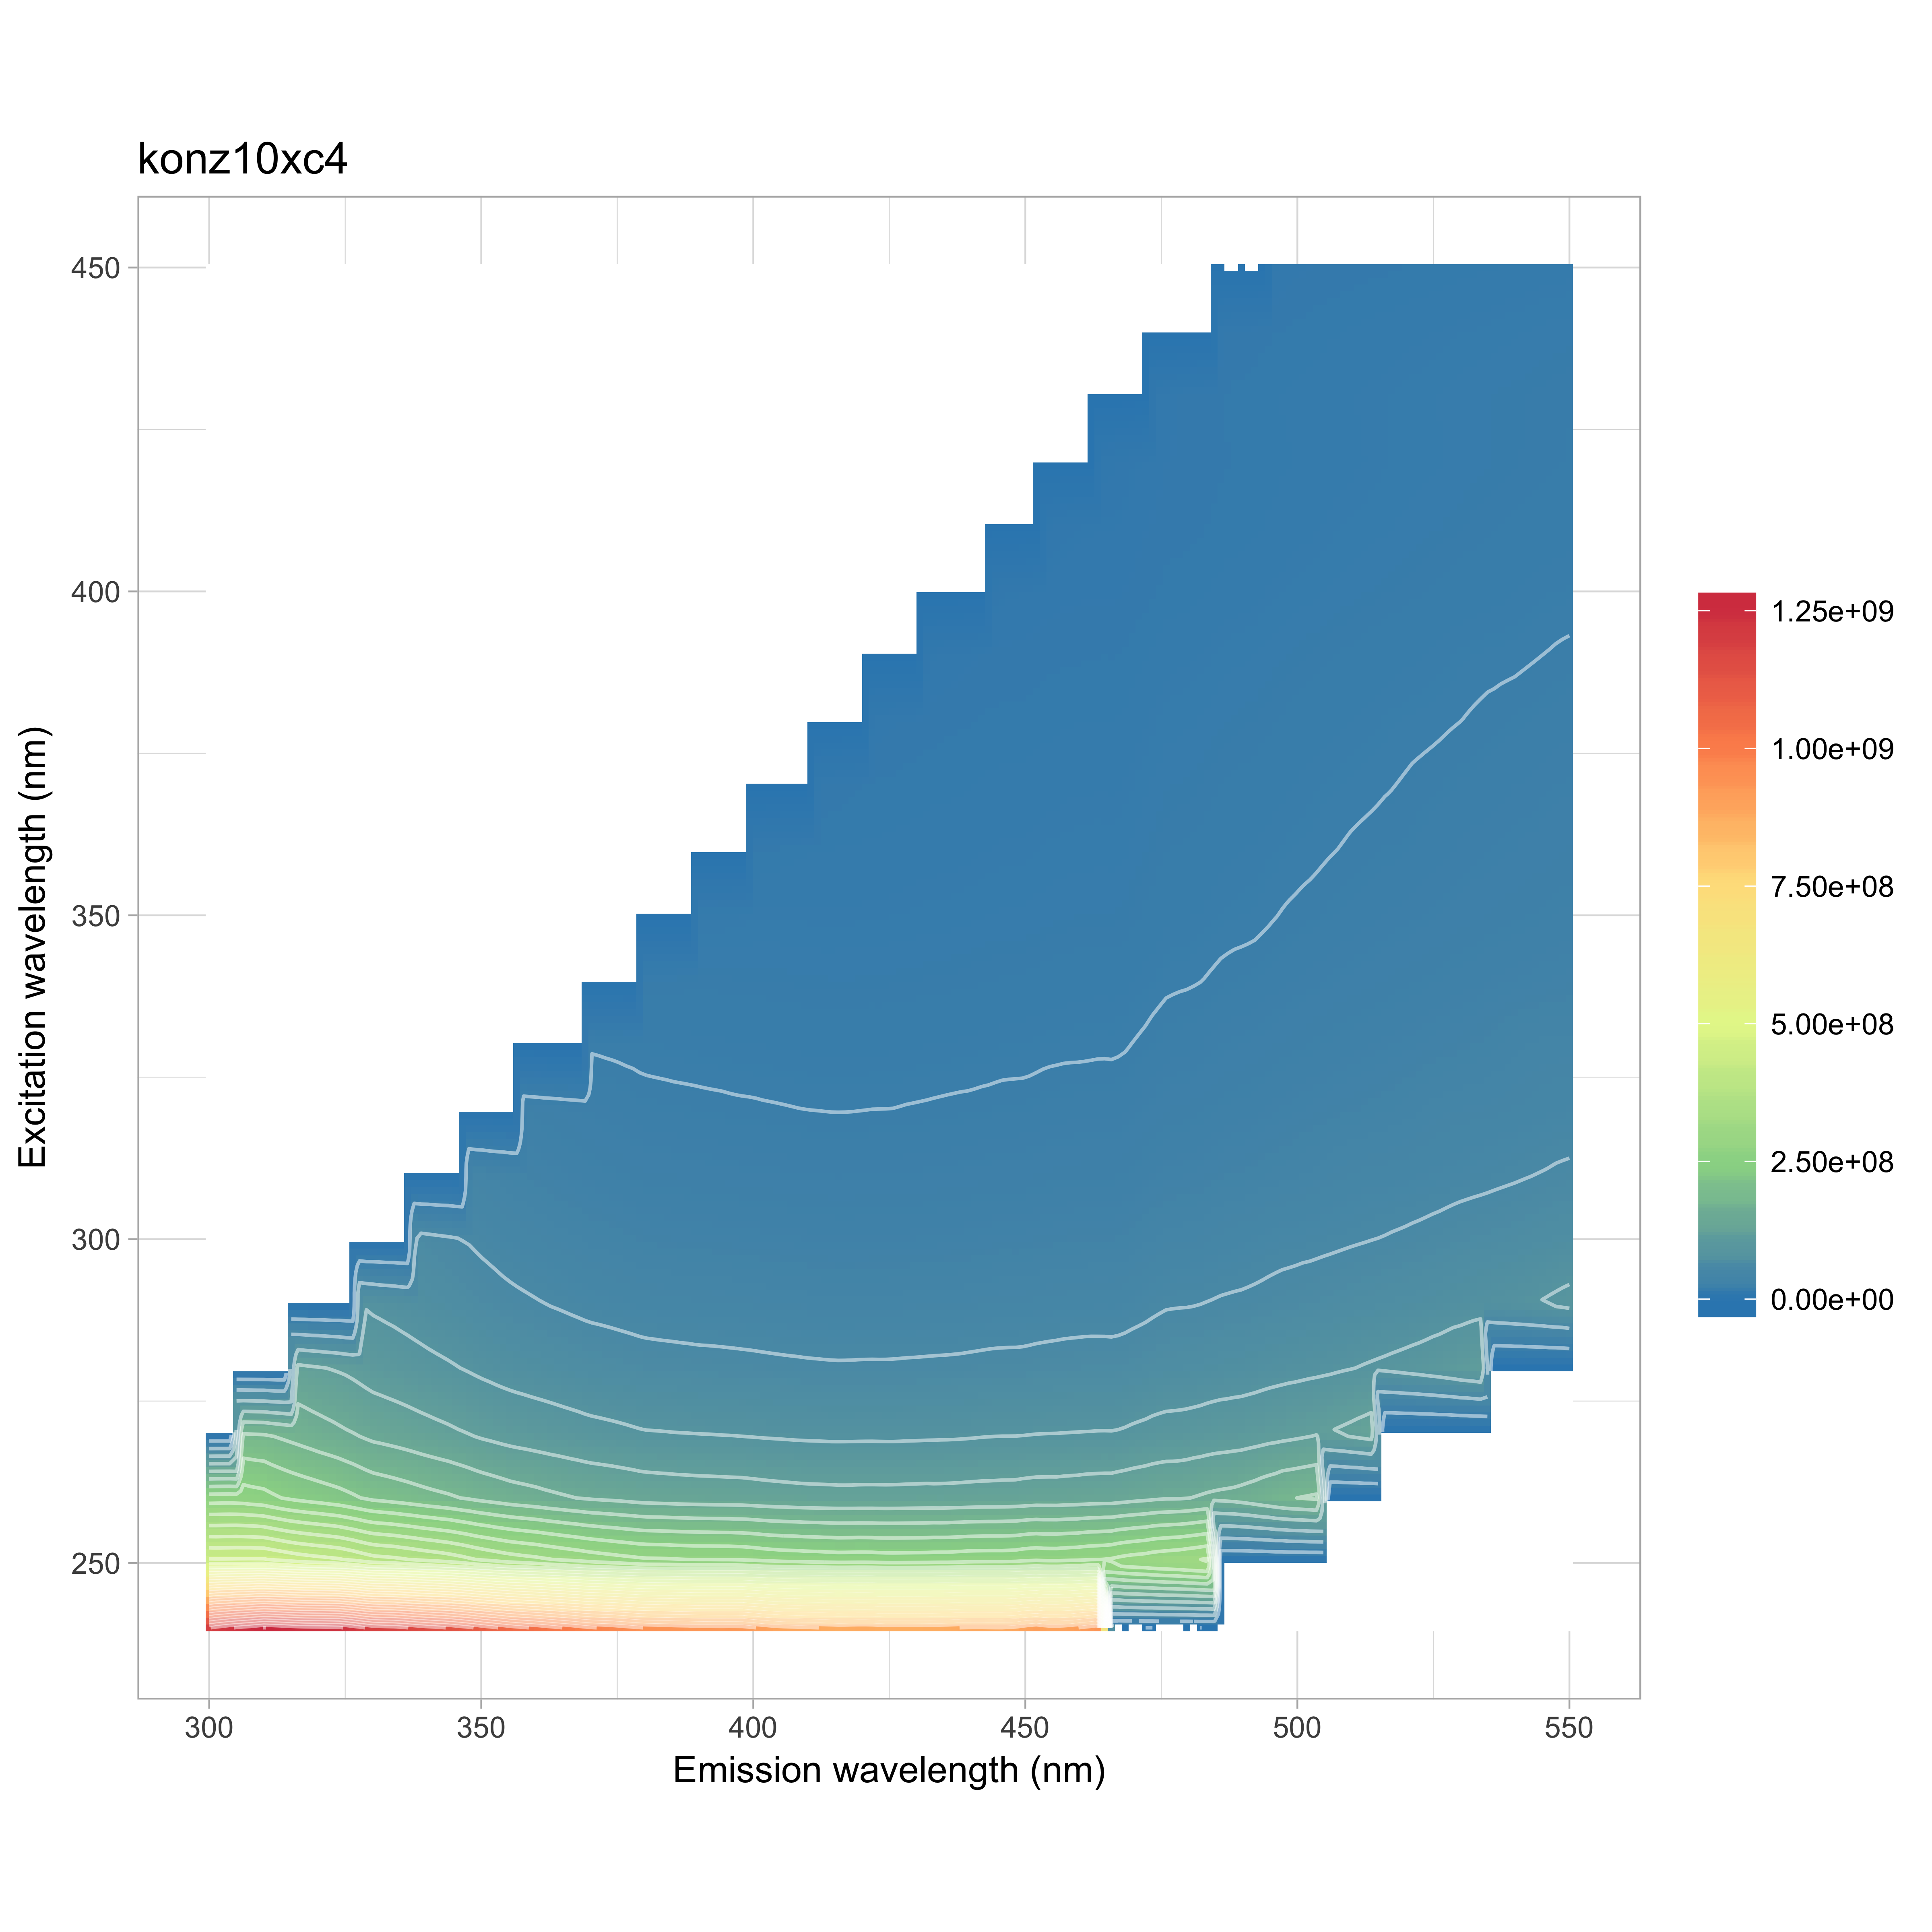 konz10xc4
Excitation wavelength (nm)
450
400
350
300
250
300 350 400 450 500 550
Emission wavelength (nm)
1.25e+09
1.00e+09
7.50e+08
5.00e+08
2.50e+08
0.00e+00